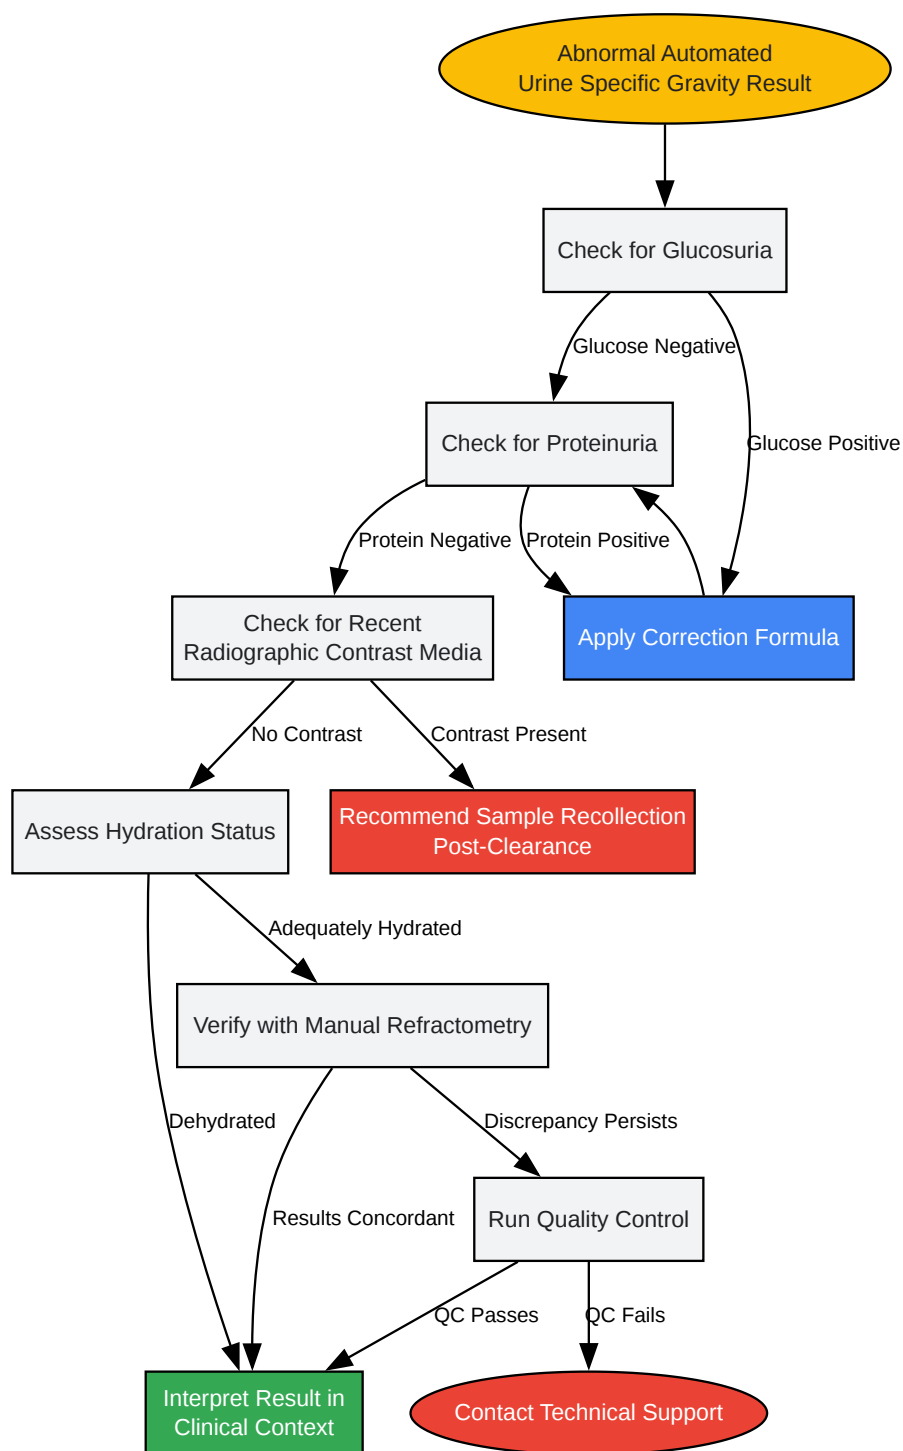 Abnormal Automated
Urine Specific Gravity Result
Check for Glucosuria
Glucose Negative
Glucose Positive
Check for Proteinuria
Protein Negative
Protein Positive
Check for Recent
Radiographic Contrast Media
Apply Correction Formula
No Contrast
Contrast Present
Assess Hydration Status
Recommend Sample Recollection
Post-Clearance
Adequately Hydrated
Verify with Manual Refractometry
Dehydrated
Discrepancy Persists
Results Concordant
Run Quality Control
QC Passes
QC Fails
Interpret Result in
Clinical Context
Contact Technical Support